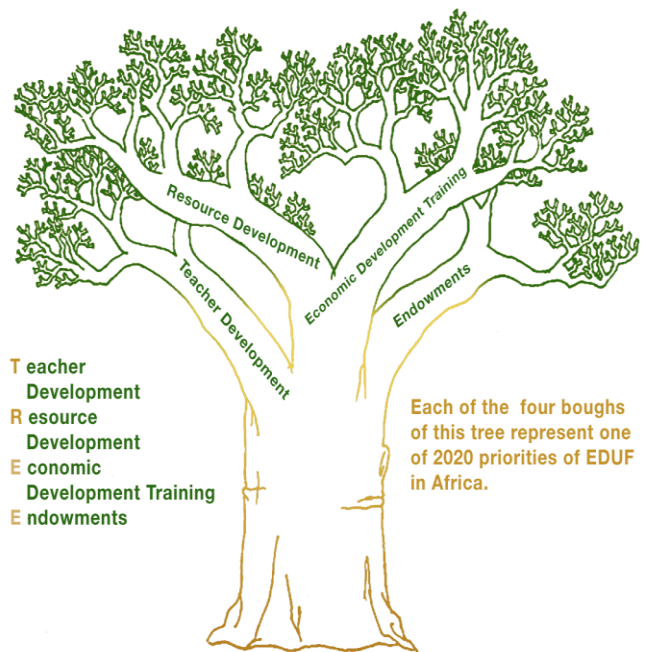 Resource Development
Economic Development Training
Teacher Development
Endowments
T eacher
Development
R esource
Development
E conomic
Development Training
E ndowments
Each of the four boughs
of this tree represent one
of 2020 priorities of EDUF
in Africa.